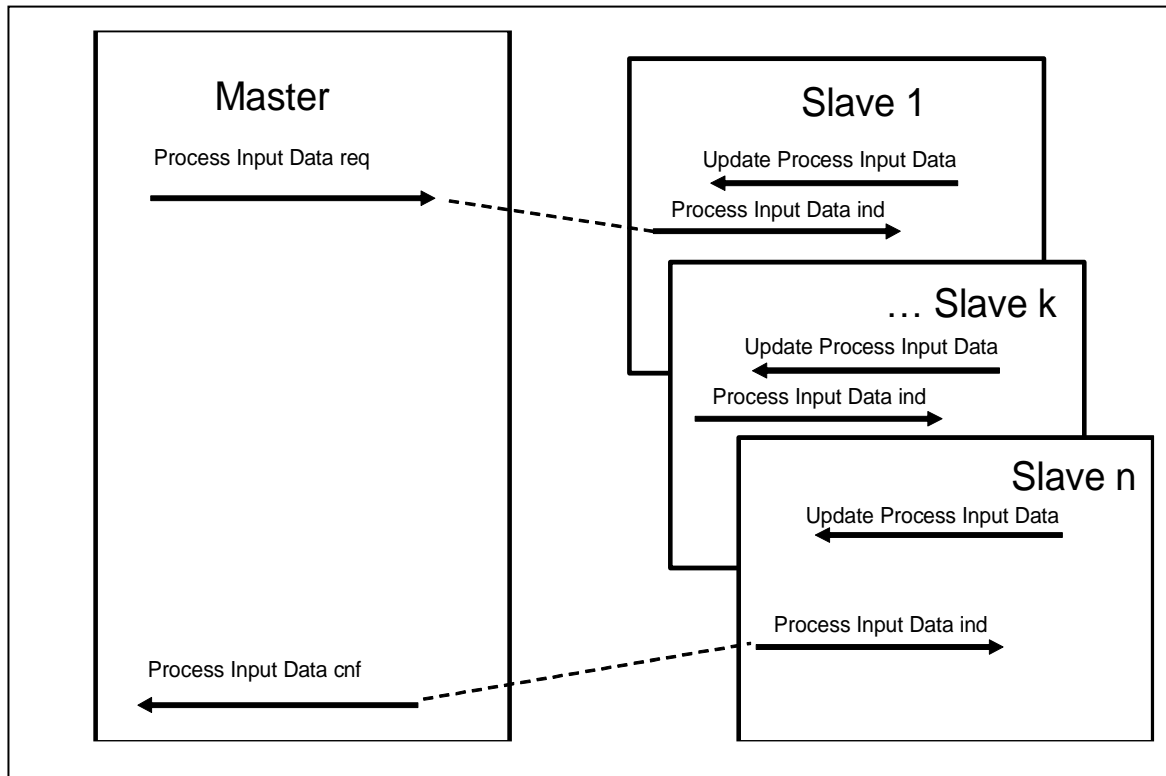 Master
Process Input Data req
Slave 1
Update Process Input Data
Process Input Data ind
... Slave k
Update Process Input Data
Process Input Data ind
Slave n
Update Process Input Data
Process Input Data ind
Process Input Data cnf